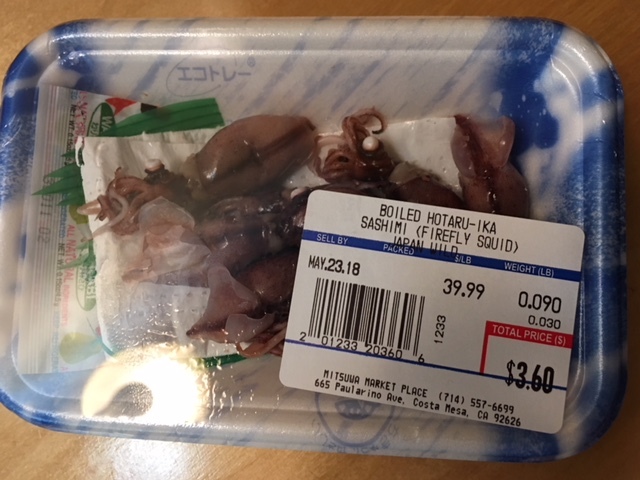 エコトレー
BOILED HOTARU-IKA
SASHIMI (FIREFLY SQUID)
JAPAN WILD
SELL BY PACKED $/LB WEIGHT (LB)
MAY.23.18 39.99 0.090
0.030
TOTAL PRICE ($)
$3.60
1233
2 01233 20360 6
MITSUWA MARKET PLACE (714) 557-6699
665 Paularino Ave. Costa Mesa, CA 92626